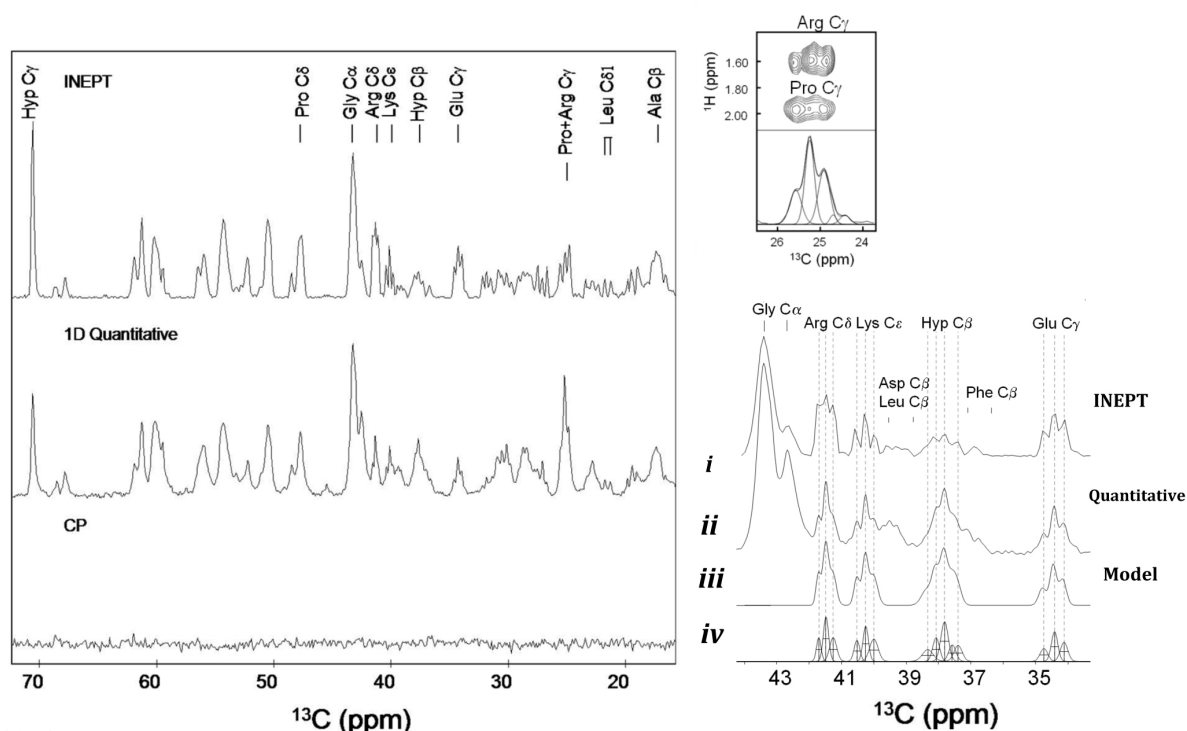 INEPT
Hyp Cγ
Pro Cδ
Gly Cα
Arg Cδ
Lys Cε
Hyp Cβ
Glu Cγ
Pro+Arg Cγ
Leu Cδ1
Ala Cβ
1D Quantitative
CP
70 60 50 40 30 20
¹³C (ppm)
Arg Cγ
Pro Cγ
¹H (ppm)
1.60
2.00
26 25 24
¹³C (ppm)
Gly Cα
Arg Cδ Lys Cε Hyp Cβ Glu Cγ
Asp Cβ
Leu Cβ
Phe Cβ
INEPT
i
Quantitative
ii
iii
Model
iv
43 41 39 37 35
¹³C (ppm)